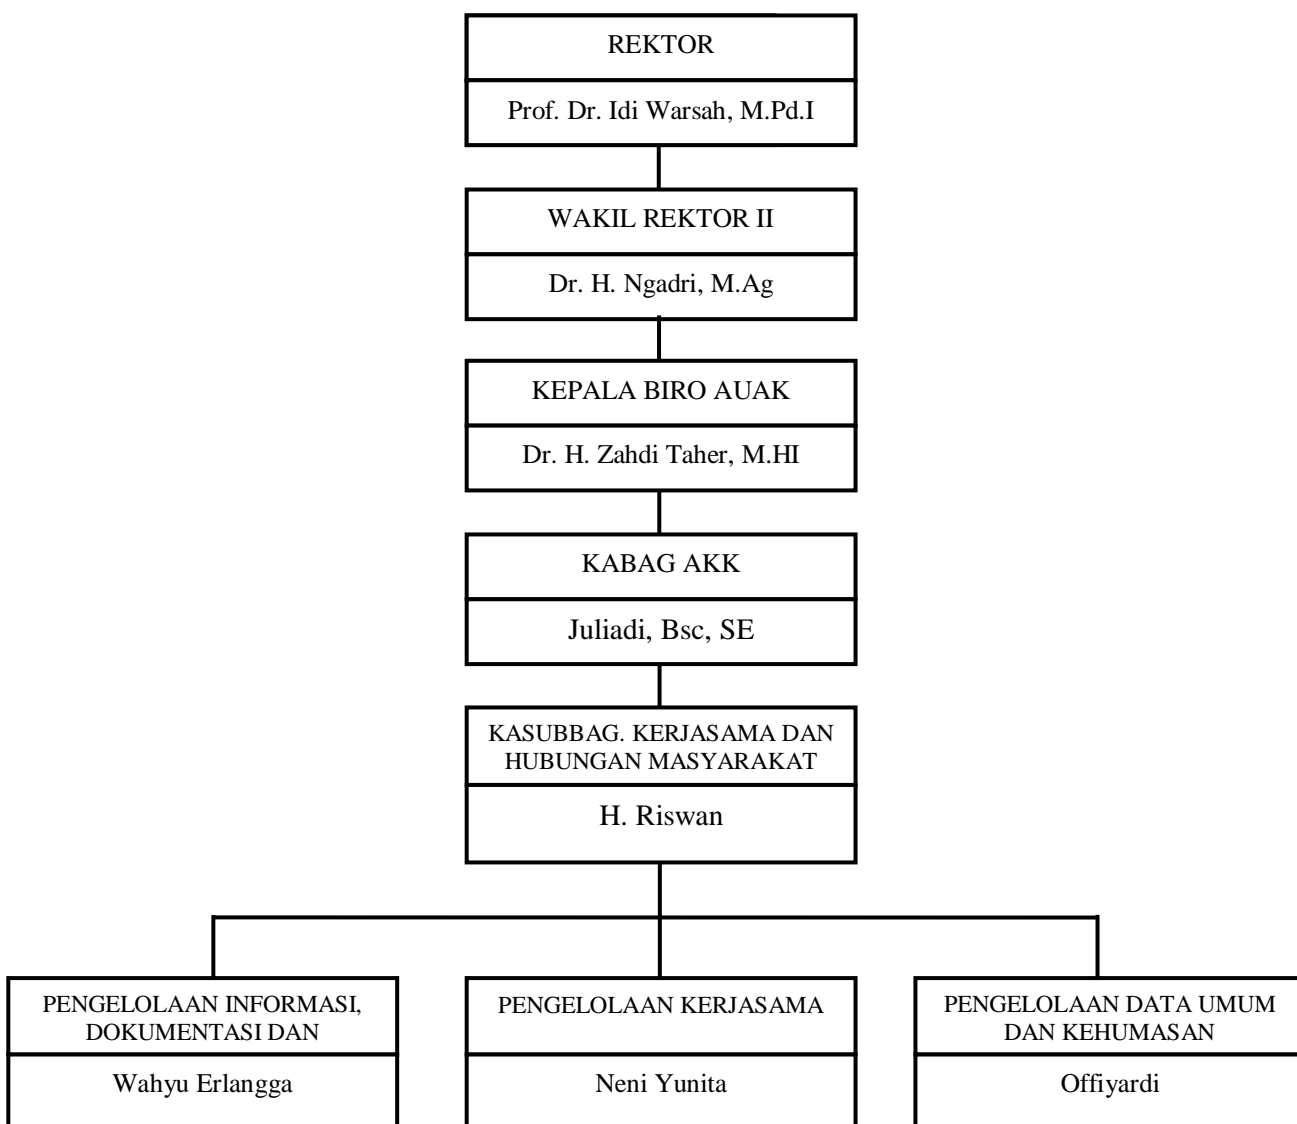 REKTOR
Prof. Dr. Idi Warsah, M.Pd.I
WAKIL REKTOR II
Dr. H. Ngadri, M.Ag
KEPALA BIRO AUAK
Dr. H. Zahdi Taher, M.HI
KABAG AKK
Juliadi, Bsc, SE
KASUBBAG. KERJASAMA DAN
HUBUNGAN MASYARAKAT
H. Riswan
PENGELOLAAN INFORMASI,
DOKUMENTASI DAN
Wahyu Erlangga
PENGELOLAAN KERJASAMA
Neni Yunita
PENGELOLAAN DATA UMUM
DAN KEHUMASAN
Offiyardi